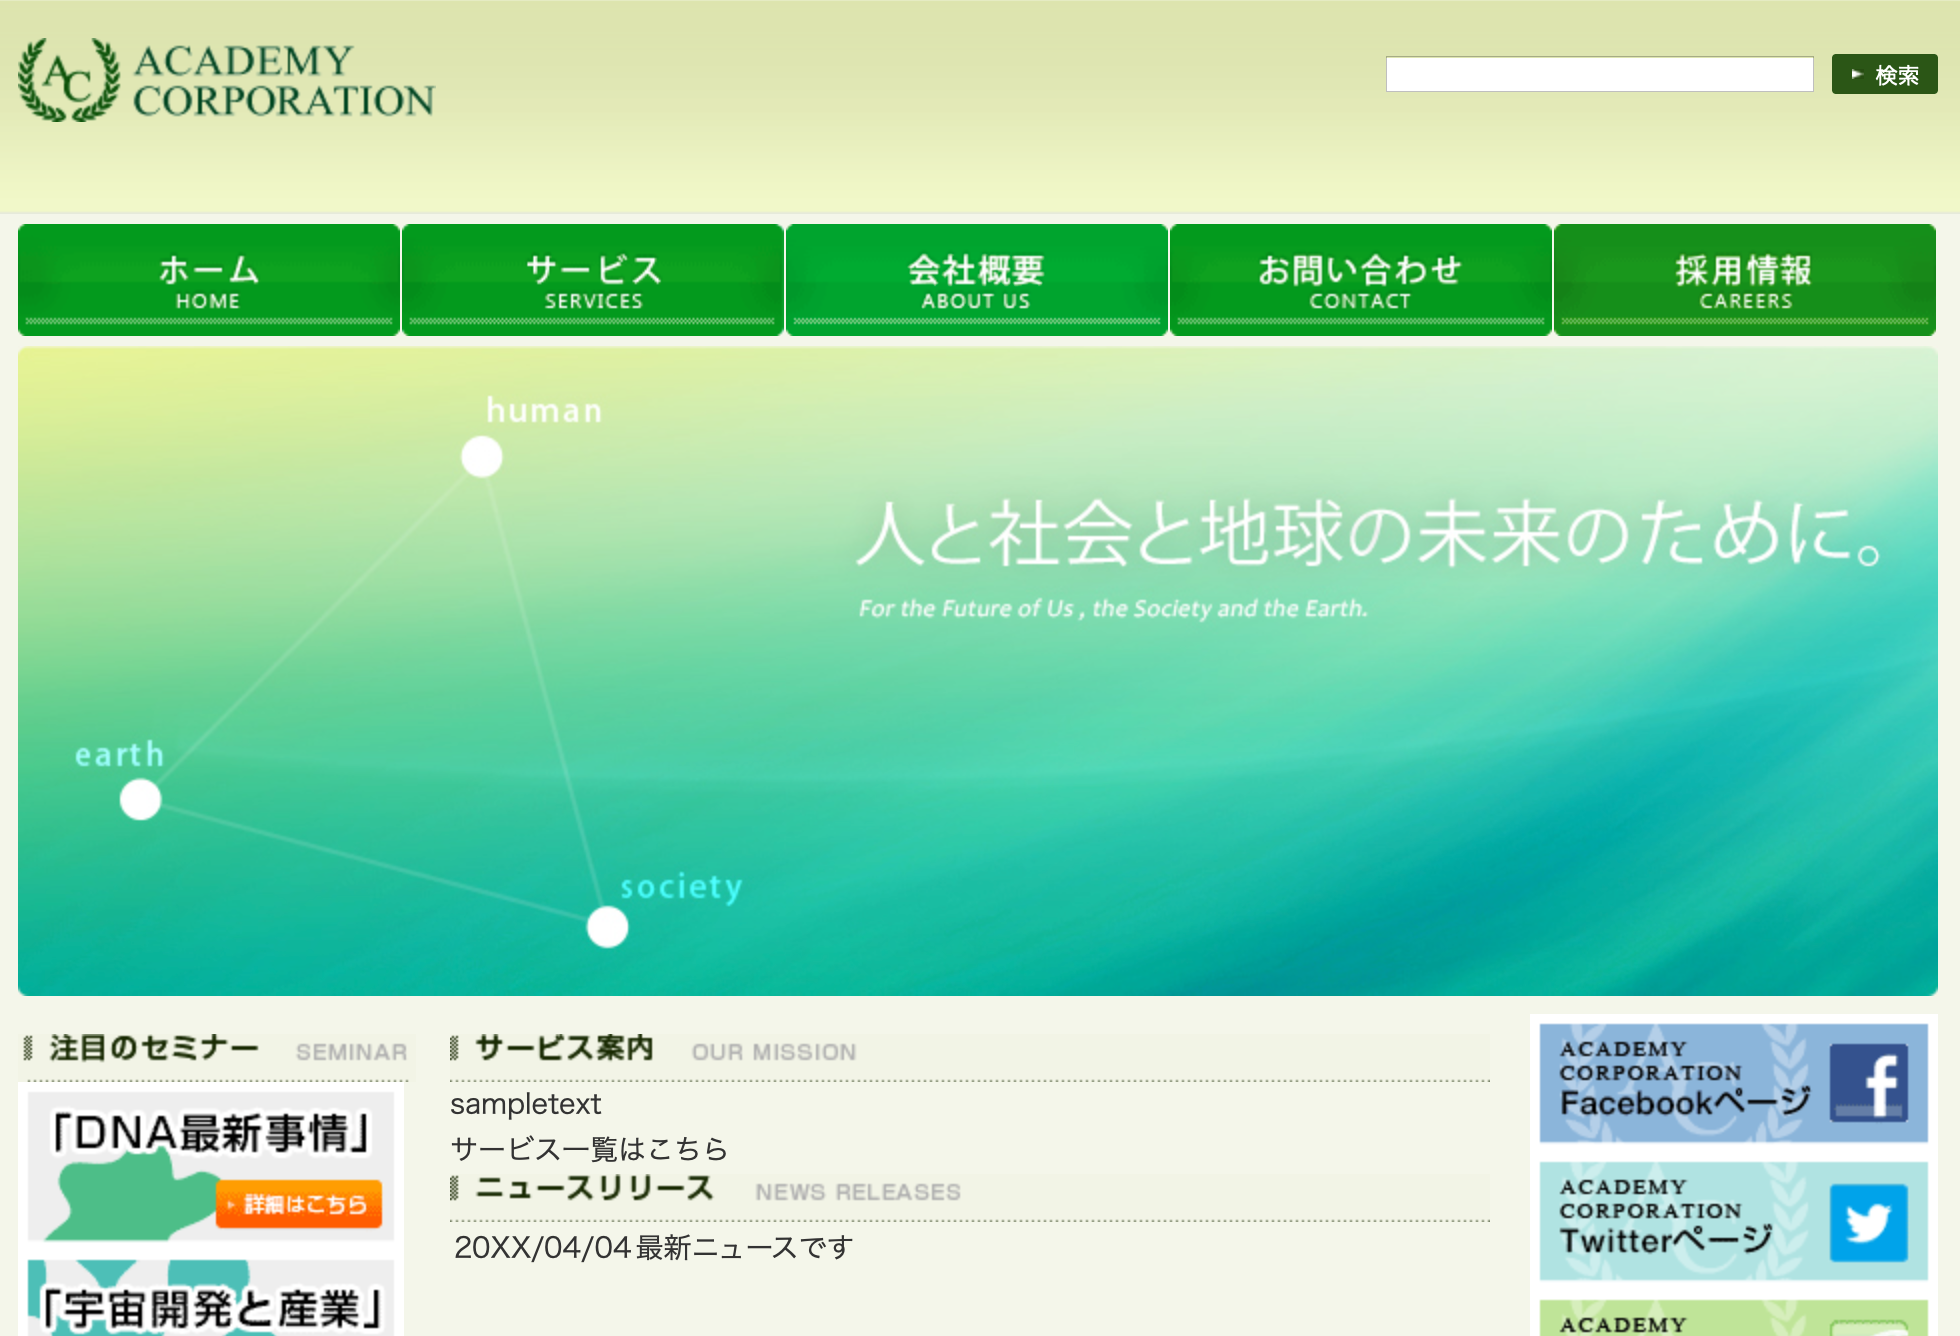 AC
ACADEMY
CORPORATION
検索
ホーム
HOME
サービス
SERVICES
会社概要
ABOUT US
お問い合わせ
CONTACT
採用情報
CAREERS
human
人と社会と地球の未来のために。
For the Future of Us , the Society and the Earth.
earth
society
注目のセミナー SEMINAR
「DNA最新事情」
詳細はこちら
「宇宙開発と産業」
サービス案内 OUR MISSION
sampletext
サービス一覧はこちら
ニュースリリース NEWS RELEASES
20XX/04/04最新ニュースです
ACADEMY
CORPORATION
Facebookページ
ACADEMY
CORPORATION
Twitterページ
ACADEMY